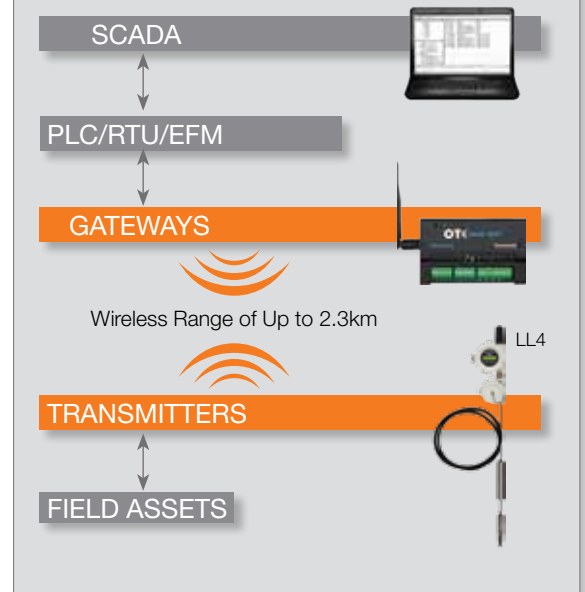 SCADA
PLC/RTU/EFM
GATEWAYS
Wireless Range of Up to 2.3km
LL4
TRANSMITTERS
FIELD ASSETS